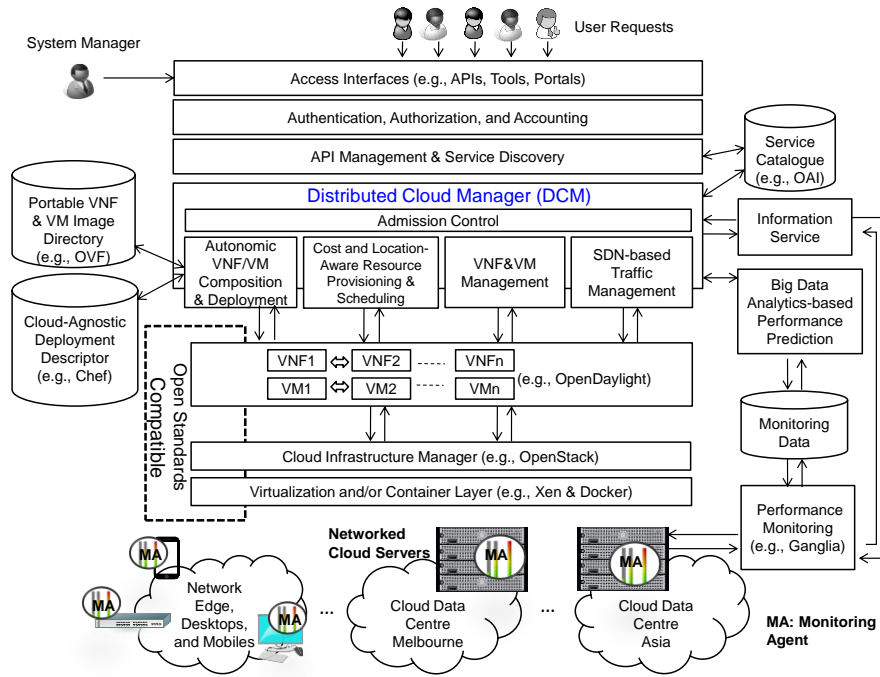 User Requests
System Manager
Access Interfaces (e.g., APIs, Tools, Portals)
Authentication, Authorization, and Accounting
API Management & Service Discovery
Service
Catalogue
(e.g., OAI)
Distributed Cloud Manager (DCM)
Admission Control
Portable VNF
& VM Image
Directory
(e.g., OVF)
Information
Service
Autonomic
VNF/VM
Composition
& Deployment
Cost and Location-
Aware Resource
Provisioning &
Scheduling
VNF&VM
Management
SDN-based
Traffic
Management
Big Data
Analytics-based
Performance
Prediction
Cloud-Agnostic
Deployment
Descriptor
(e.g., Chef)
Open Standards
Compatible
VNF1
VNF2
VNFn
VM1
VM2
VMn
(e.g., OpenDaylight)
Monitoring
Data
Cloud Infrastructure Manager (e.g., OpenStack)
Virtualization and/or Container Layer (e.g., Xen & Docker)
Performance
Monitoring
(e.g., Ganglia)
Networked
Cloud Servers
MA
MA
MA
MA
MA
Network
Edge,
Desktops,
and Mobiles
...
Cloud Data
Centre
Melbourne
...
Cloud Data
Centre
Asia
MA: Monitoring
Agent